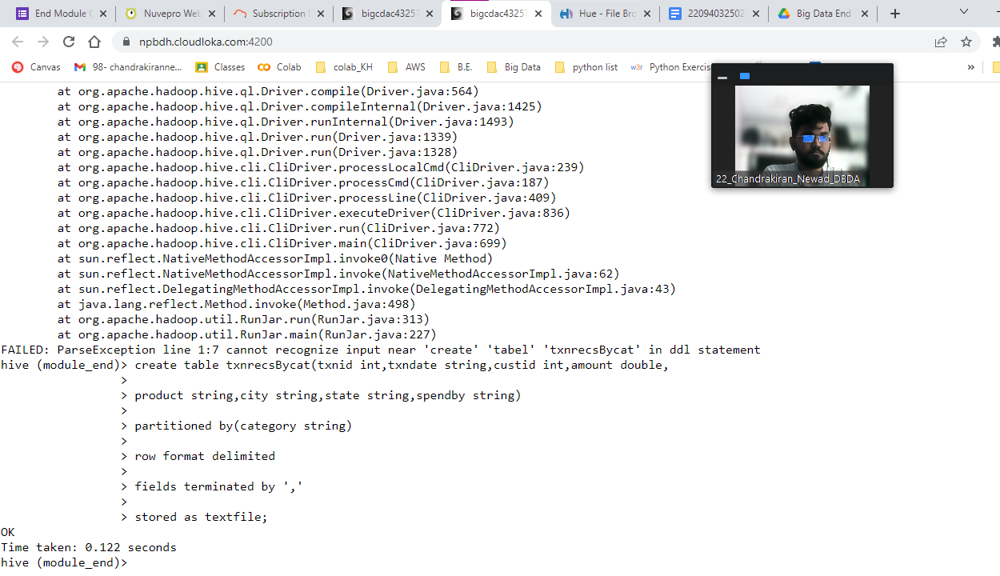 End Module
Nuvepro Web
Subscription
bigcdac43257
bigcdac43257
Hue - File Bro
22094032502
Big Data End
npbdh.cloudloka.com:4200
Canvas
98- chandrakiranne...
Classes
Colab
colab_KH
AWS
B.E.
Big Data
python list
w3r
Python Exercis
»
22_Chandrakiran_Newad_DBDA
at org.apache.hadoop.hive.ql.Driver.compile(Driver.java:564)
at org.apache.hadoop.hive.ql.Driver.compileInternal(Driver.java:1425)
at org.apache.hadoop.hive.ql.Driver.runInternal(Driver.java:1493)
at org.apache.hadoop.hive.ql.Driver.run(Driver.java:1339)
at org.apache.hadoop.hive.ql.Driver.run(Driver.java:1328)
at org.apache.hadoop.hive.cli.CliDriver.processLocalCmd(CliDriver.java:239)
at org.apache.hadoop.hive.cli.CliDriver.processCmd(CliDriver.java:187)
at org.apache.hadoop.hive.cli.CliDriver.processLine(CliDriver.java:409)
at org.apache.hadoop.hive.cli.CliDriver.executeDriver(CliDriver.java:836)
at org.apache.hadoop.hive.cli.CliDriver.run(CliDriver.java:772)
at org.apache.hadoop.hive.cli.CliDriver.main(CliDriver.java:699)
at sun.reflect.NativeMethodAccessorImpl.invoke0(Native Method)
at sun.reflect.NativeMethodAccessorImpl.invoke(NativeMethodAccessorImpl.java:62)
at sun.reflect.DelegatingMethodAccessorImpl.invoke(DelegatingMethodAccessorImpl.java:43)
at java.lang.reflect.Method.invoke(Method.java:498)
at org.apache.hadoop.util.RunJar.run(RunJar.java:313)
at org.apache.hadoop.util.RunJar.main(RunJar.java:227)
FAILED: ParseException line 1:7 cannot recognize input near 'create' 'tabel' 'txnrecsBycat' in ddl statement
hive (module_end)> create table txnrecsBycat(txnid int,txndate string,custid int,amount double,
>
> product string,city string,state string,spendby string)
>
> partitioned by(category string)
>
> row format delimited
>
> fields terminated by ','
>
> stored as textfile;
OK
Time taken: 0.122 seconds
hive (module_end)>